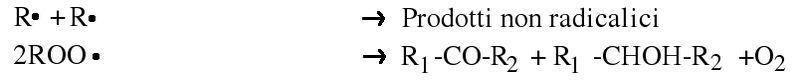 R• + R• → Prodotti non radicalici
2ROO • → R₁-CO-R₂ + R₁ -CHOH-R₂ +O₂